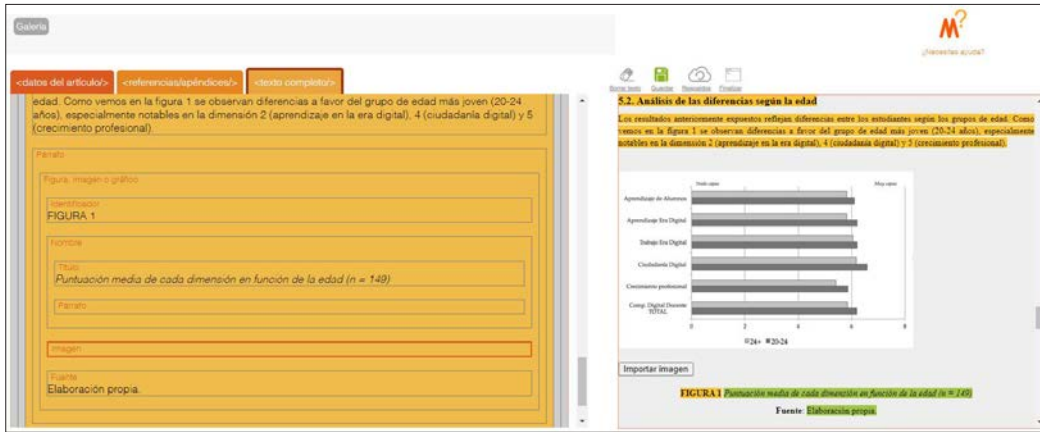 Galería
M?
¿Necesitas ayuda?
<datos del artículo/>
<referencias/apéndices/>
<texto completo/>
edad. Como vemos en la figura 1 se observan diferencias a favor del grupo de edad más joven (20-24
años), especialmente notables en la dimensión 2 (aprendizaje en la era digital), 4 (ciudadanía digital) y 5
(crecimiento profesional).
Párrafo
Figura, imagen o gráfico
Identificador
FIGURA 1
Nombre
Título
Puntuación media de cada dimensión en función de la edad (n = 149)
Párrafo
Imagen
Fuente
Elaboración propia.
Borrar texto
Guardar
Respaldos
Finalizar
5.2. Análisis de las diferencias según la edad
Los resultados anteriormente expuestos reflejan diferencias entre los estudiantes según los grupos de edad. Como
vemos en la figura 1 se observan diferencias a favor del grupo de edad más joven (20-24 años), especialmente
notables en la dimensión 2 (aprendizaje en la era digital), 4 (ciudadanía digital) y 5 (crecimiento profesional).
Nada capaz
Muy capaz
Aprendizaje de Alumnos
Aprendizaje Era Digital
Trabajo Era Digital
Ciudadanía Digital
Crecimiento profesional
Comp. Digital Docente
TOTAL
0 2 4 6 8
24+ 20-24
Importar imagen
FIGURA 1 Puntuación media de cada dimensión en función de la edad (n = 149)
Fuente: Elaboración propia.